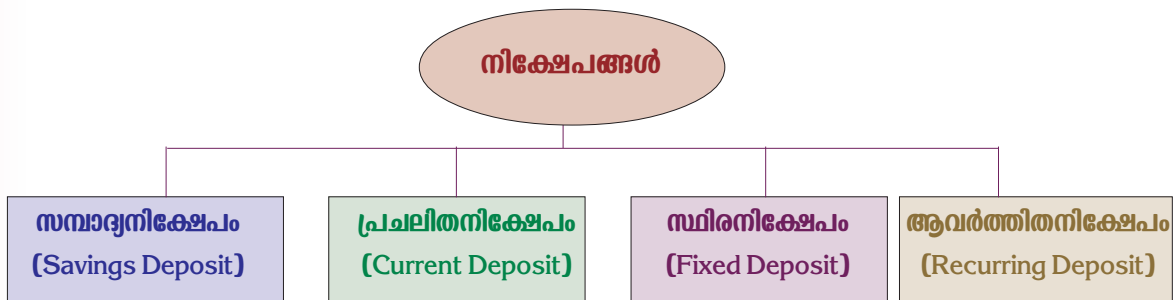 നിക്ഷേപങ്ങൾ
സമ്പാദ്യനിക്ഷേപം
(Savings Deposit)
പ്രചലിതനിക്ഷേപം
(Current Deposit)
സ്ഥിരനിക്ഷേപം
(Fixed Deposit)
ആവർത്തിതനിക്ഷേപം
(Recurring Deposit)